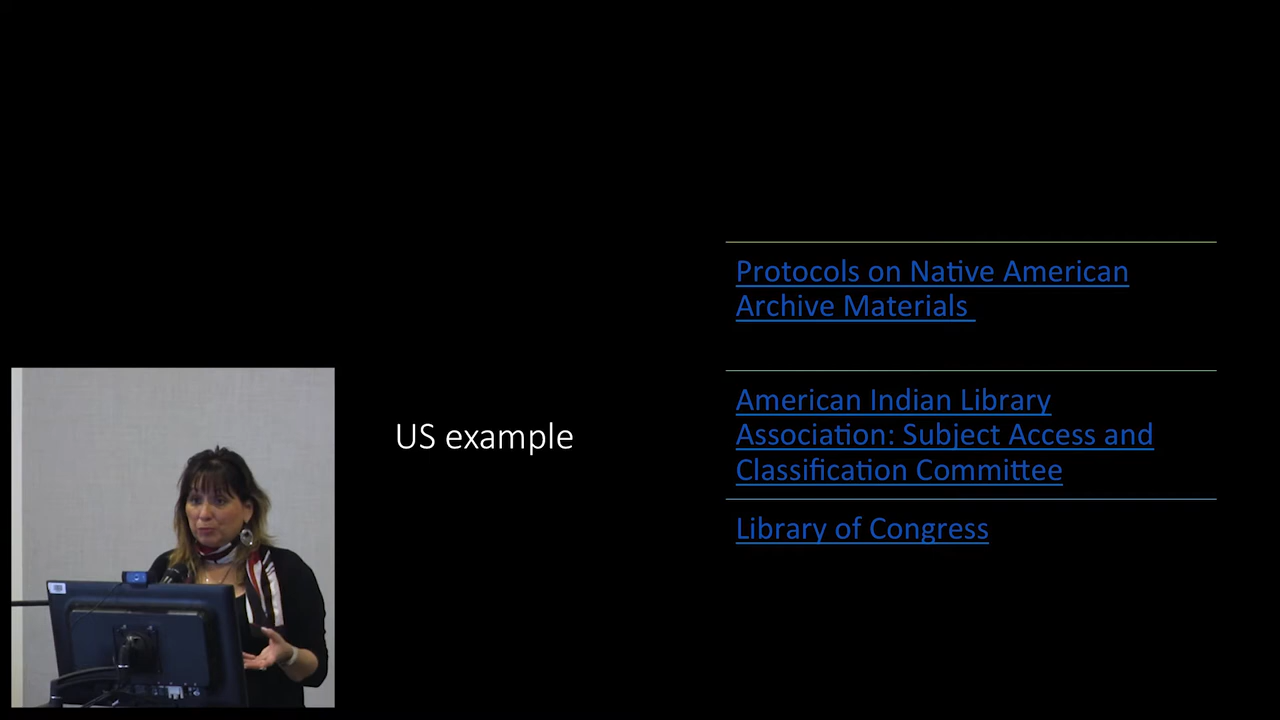 US example
Protocols on Native American
Archive Materials
American Indian Library
Association: Subject Access and
Classification Committee
Library of Congress